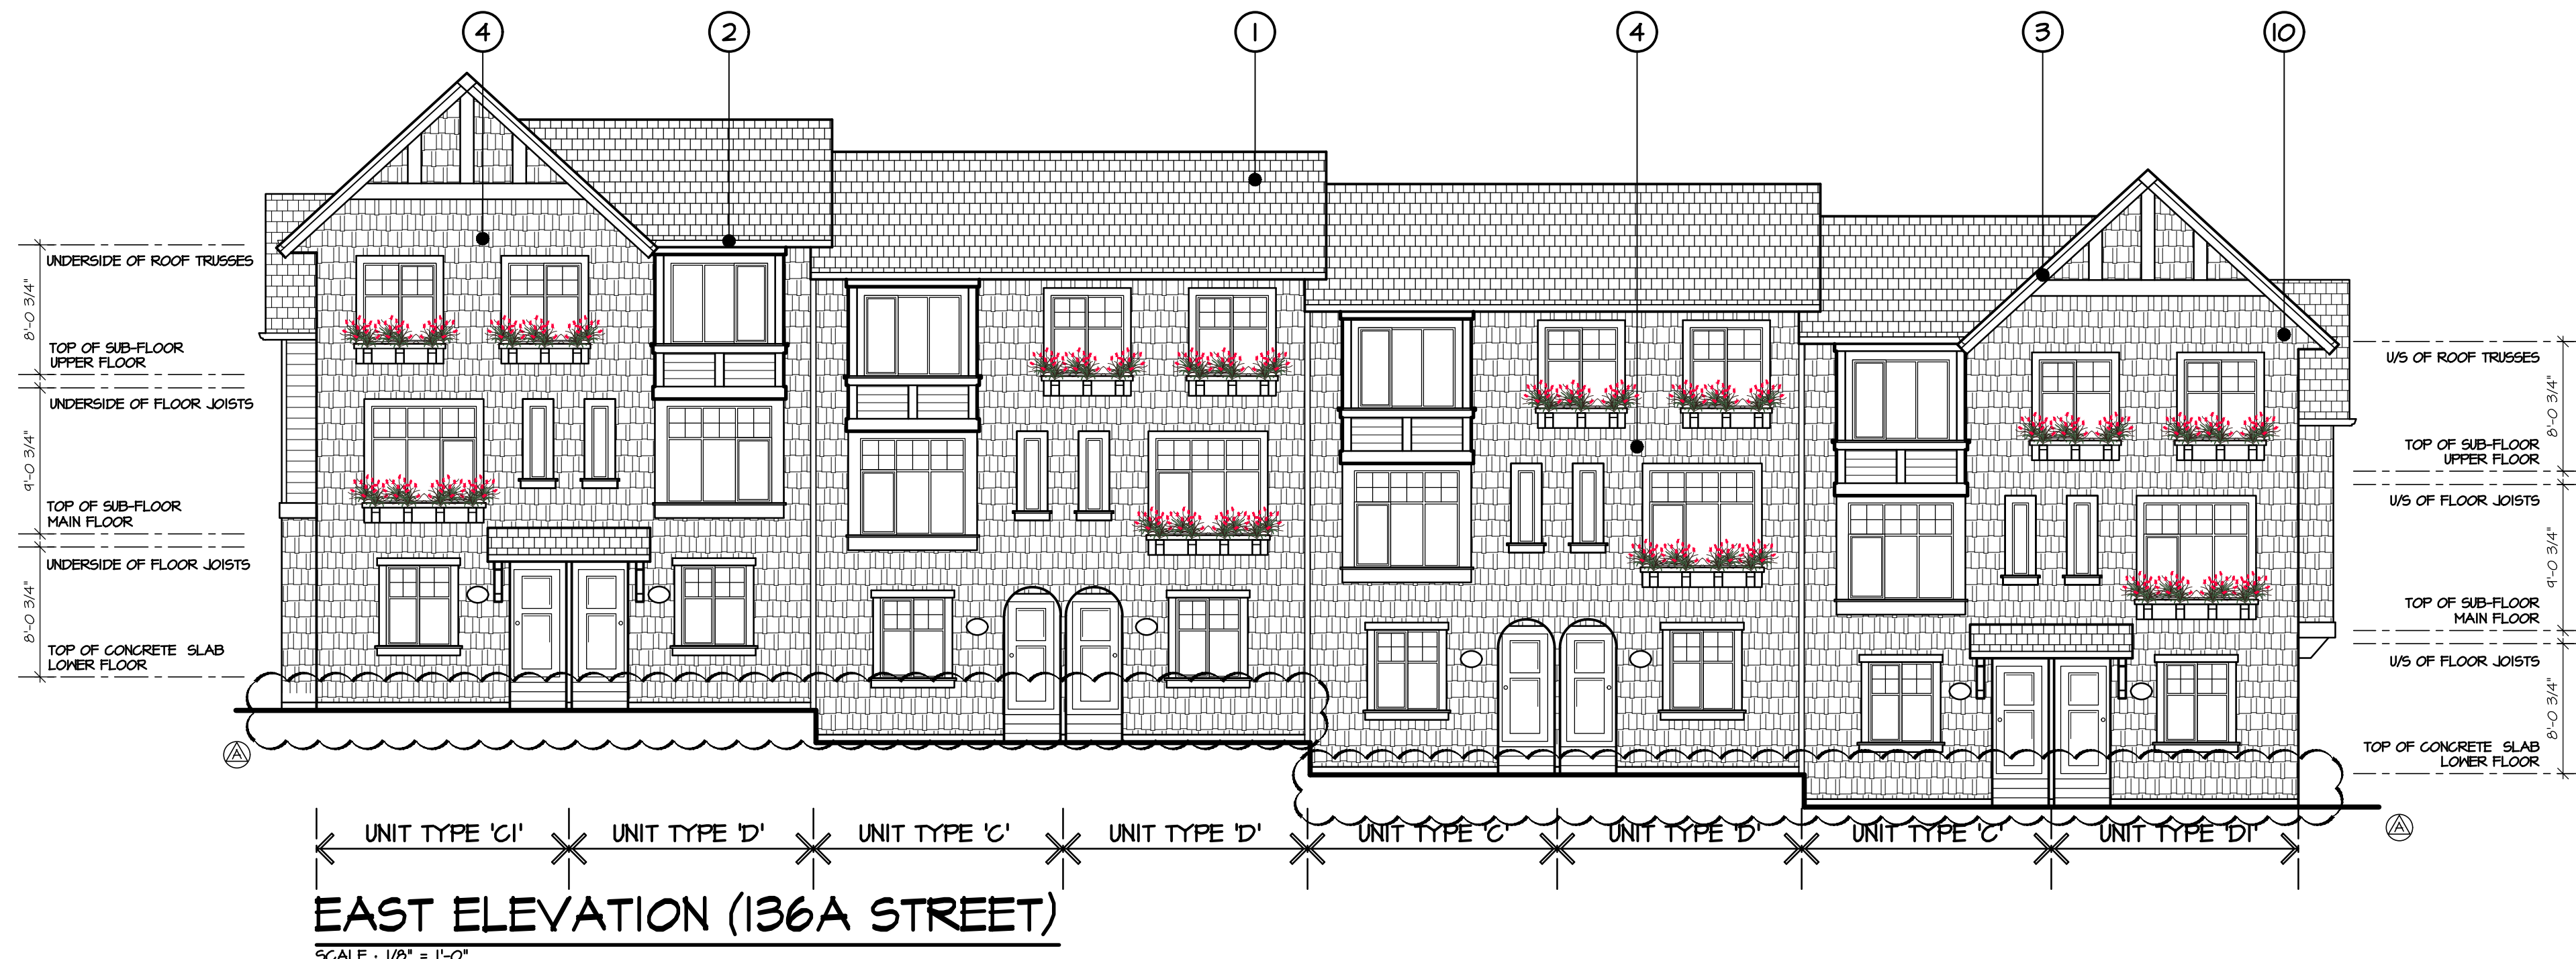 4 2 1 4 3 10
UNDERSIDE OF ROOF TRUSSES
8'-0 3/4"
TOP OF SUB-FLOOR
UPPER FLOOR
UNDERSIDE OF FLOOR JOISTS
9'-0 3/4"
TOP OF SUB-FLOOR
MAIN FLOOR
UNDERSIDE OF FLOOR JOISTS
8'-0 3/4"
TOP OF CONCRETE SLAB
LOWER FLOOR
A
U/S OF ROOF TRUSSES
8'-0 3/4"
TOP OF SUB-FLOOR
UPPER FLOOR
U/S OF FLOOR JOISTS
9'-0 3/4"
TOP OF SUB-FLOOR
MAIN FLOOR
U/S OF FLOOR JOISTS
8'-0 3/4"
TOP OF CONCRETE SLAB
LOWER FLOOR
A
UNIT TYPE 'C1' UNIT TYPE 'D' UNIT TYPE 'C' UNIT TYPE 'D' UNIT TYPE 'C' UNIT TYPE 'D' UNIT TYPE 'C' UNIT TYPE 'D1'
EAST ELEVATION (136A STREET)
SCALE : 1/8" = 1'-0"